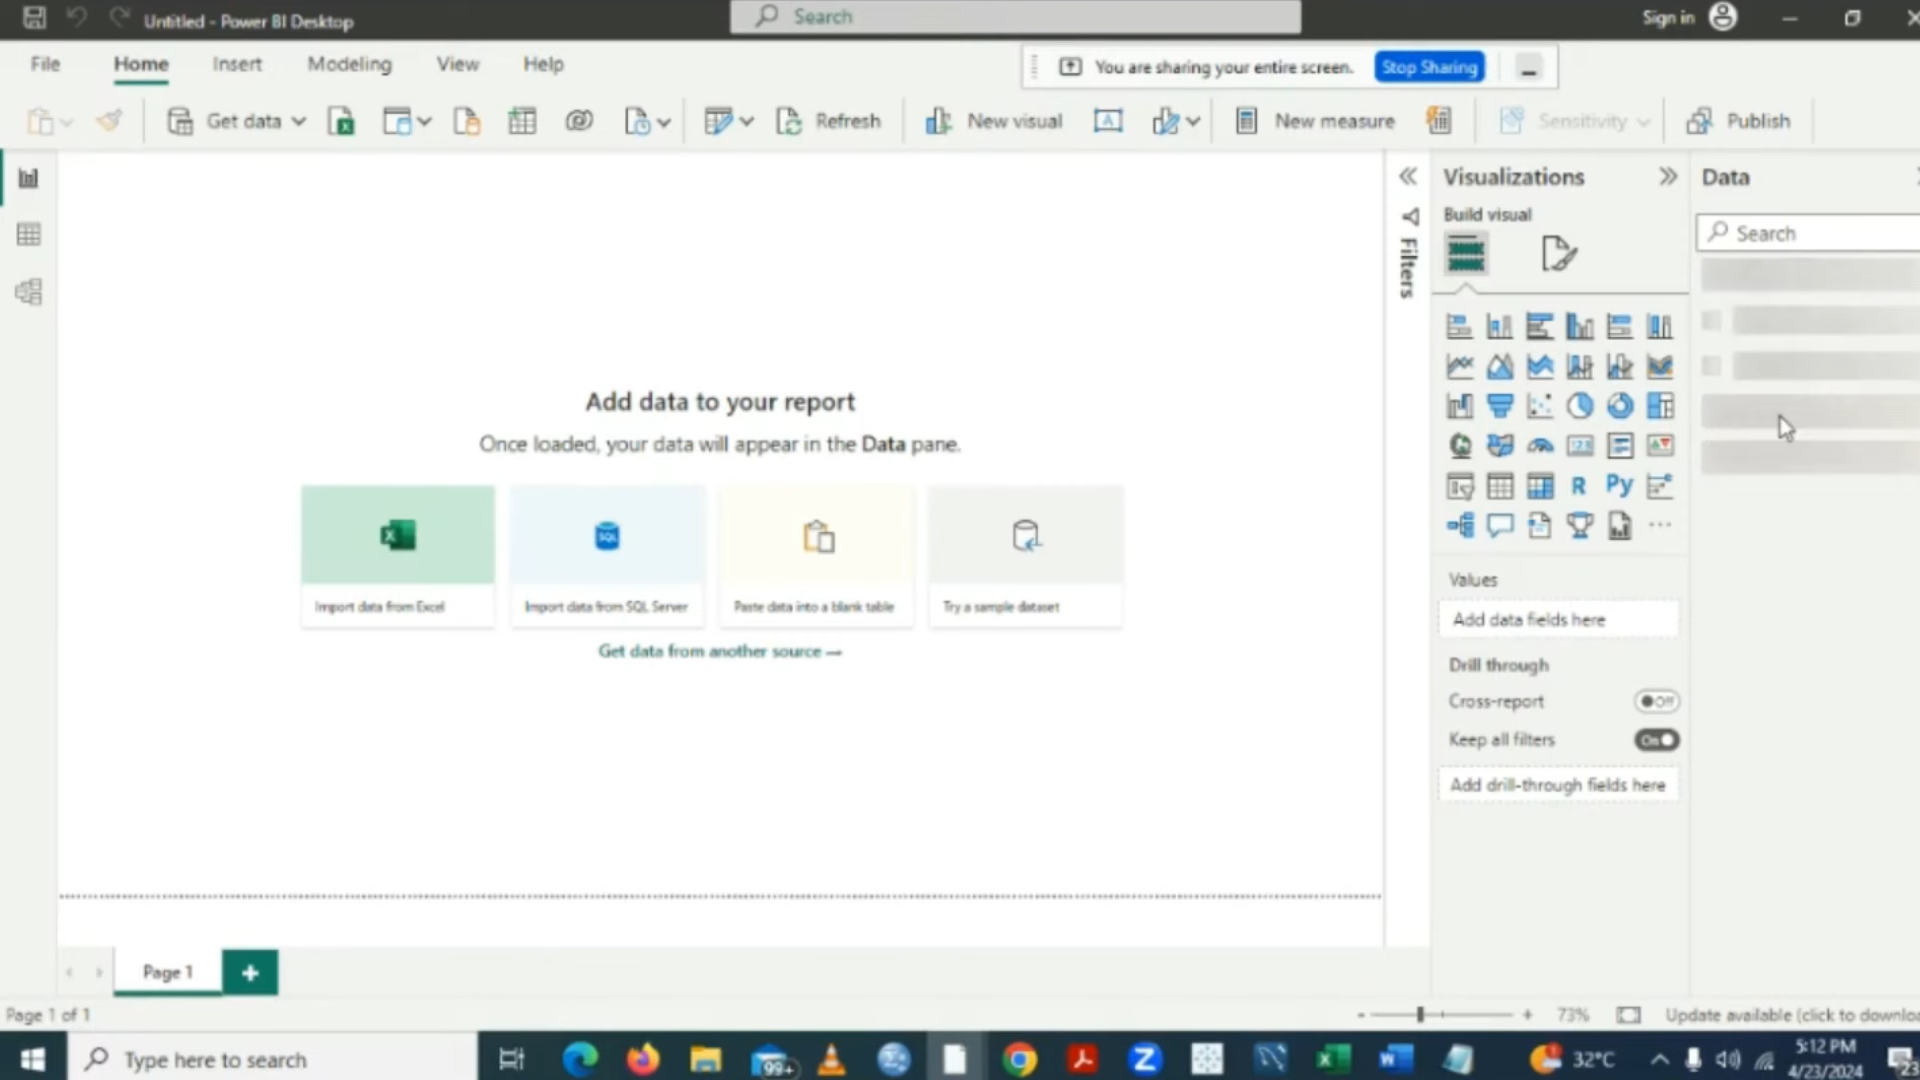 Untitled - Power BI Desktop
Search
Sign in
File
Home
Insert
Modeling
View
Help
You are sharing your entire screen.
Stop Sharing
Get data
Refresh
New visual
New measure
Sensitivity
Publish
Visualizations
Data
Build visual
Search
Filters
Add data to your report
Once loaded, your data will appear in the Data pane.
SQL
Import data from Excel
Import data from SQL Server
Paste data into a blank table
Try a sample dataset
Get data from another source
123
R
Py
Values
Add data fields here
Drill through
Cross-report
Off
Keep all filters
On
Add drill-through fields here
Page 1
Page 1 of 1
73%
Update available (click to downloa
Type here to search
99+
32°C
5:12 PM
4/23/2024
23